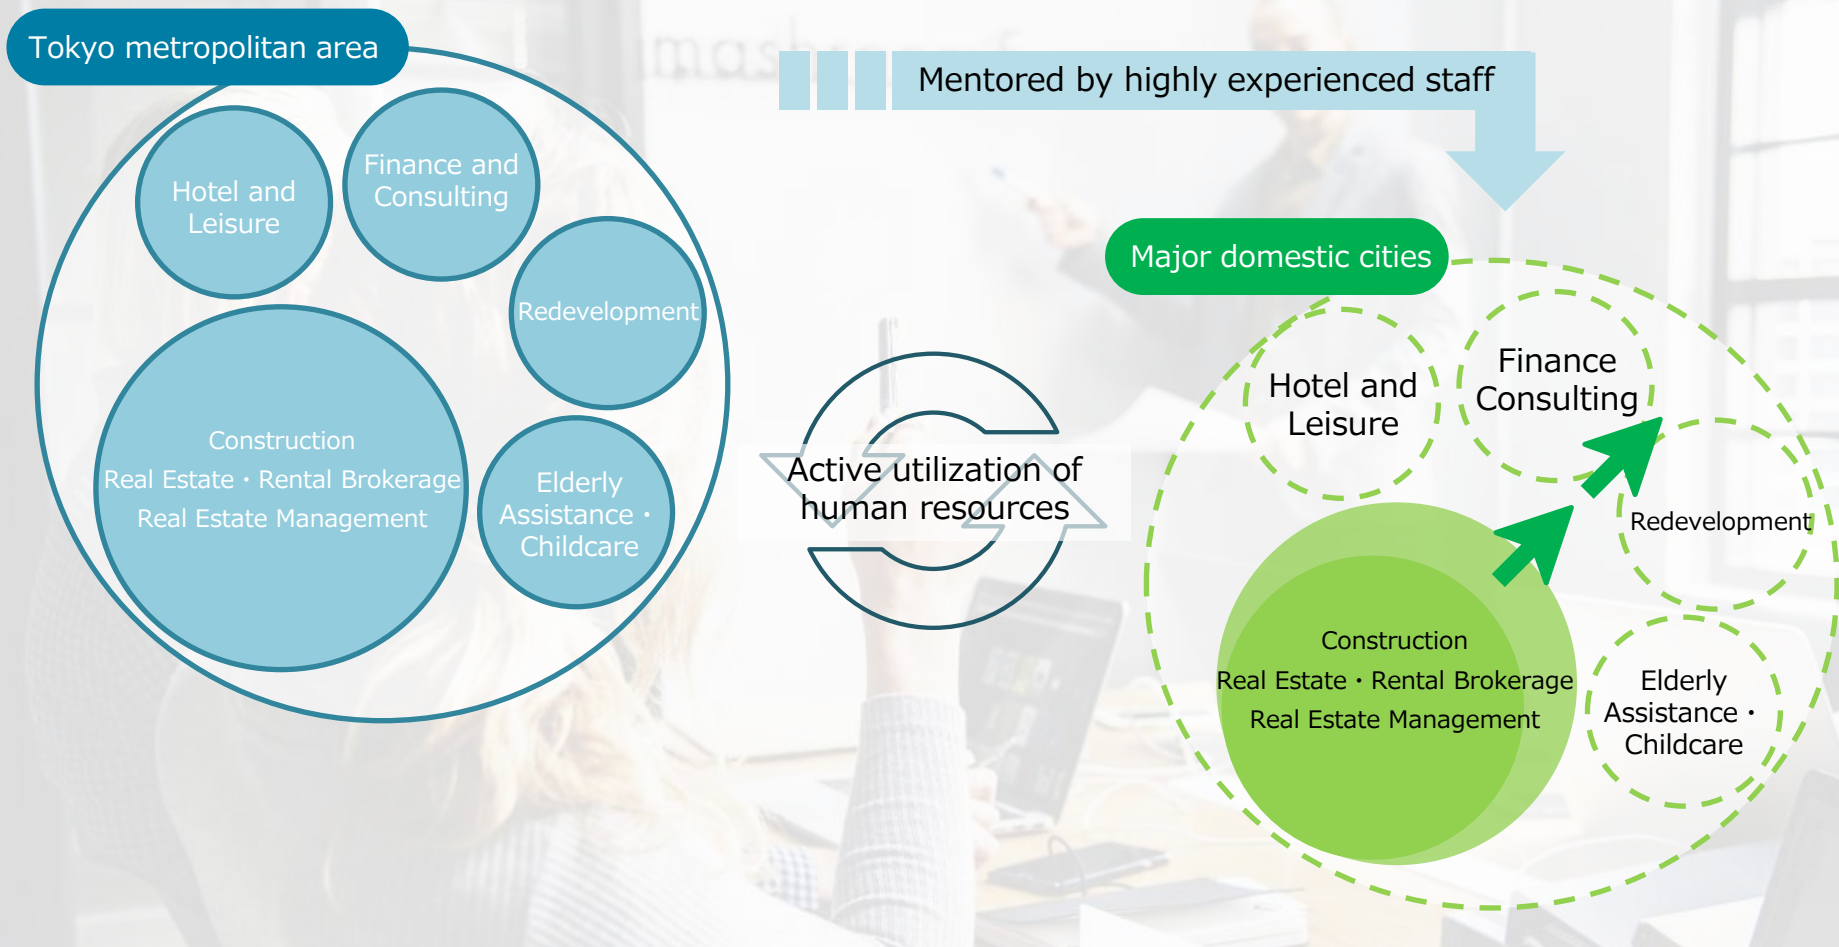 Tokyo metropolitan area
Hotel and
Leisure
Finance and
Consulting
Redevelopment
Construction
Real Estate・Rental Brokerage
Real Estate Management
Elderly
Assistance・
Childcare
Mentored by highly experienced staff
Active utilization of
human resources
Major domestic cities
Hotel and
Leisure
Finance
Consulting
Redevelopment
Construction
Real Estate・Rental Brokerage
Real Estate Management
Elderly
Assistance・
Childcare